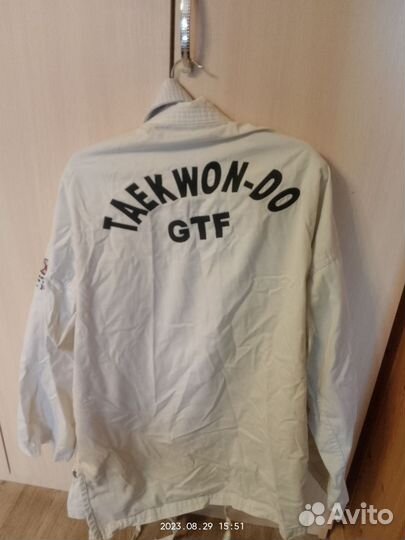 TAEKWON-DO
GTF
2023.08.29 15:51
Avito